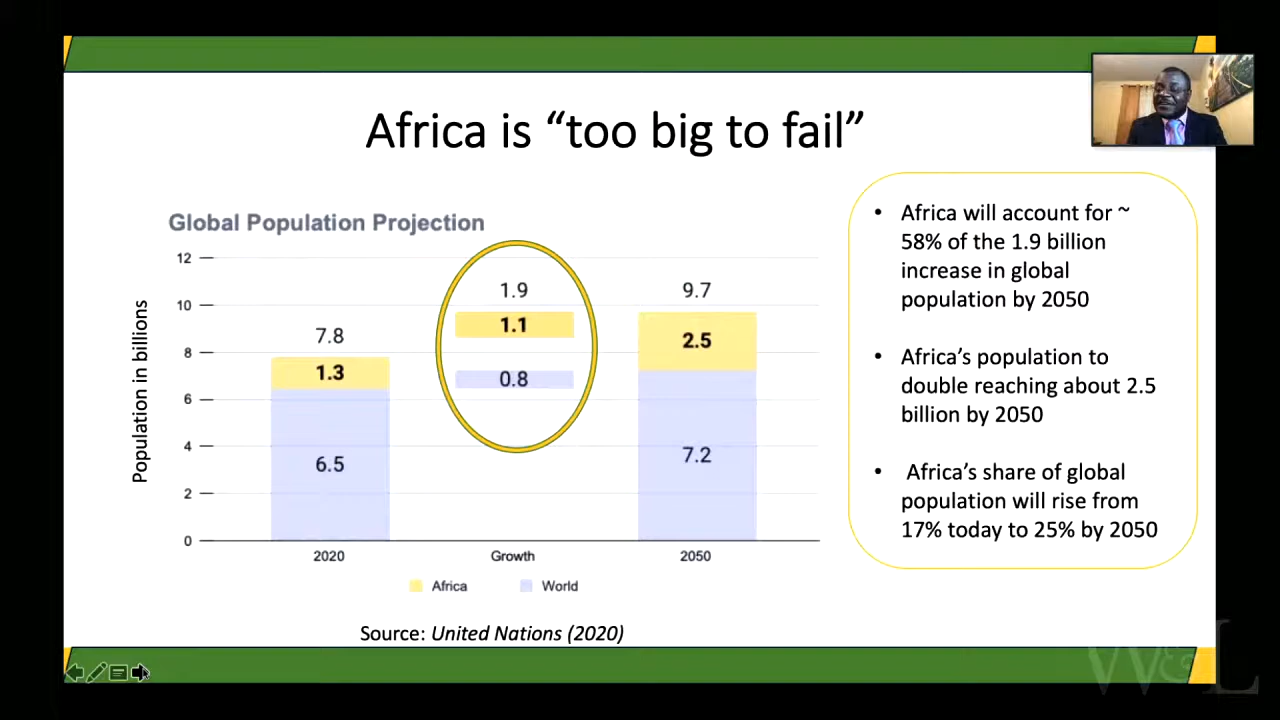 Africa is “too big to fail”
Global Population Projection
Population in billions
12
10
8
6
4
2
0
7.8
1.3
6.5
1.9
1.1
0.8
9.7
2.5
7.2
2020
Growth
2050
Africa
World
Source: United Nations (2020)
• Africa will account for ~
58% of the 1.9 billion
increase in global
population by 2050
• Africa’s population to
double reaching about 2.5
billion by 2050
• Africa’s share of global
population will rise from
17% today to 25% by 2050
W&L